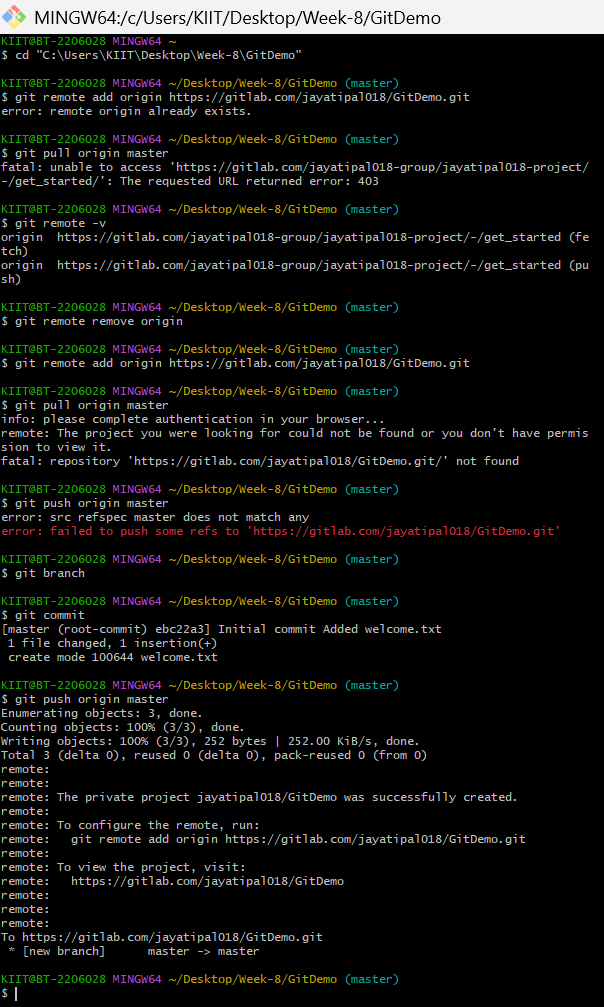 MINGW64:/c/Users/KIIT/Desktop/Week-8/GitDemo
KIIT@BT-2206028 MINGW64 ~
$ cd "C:\Users\KIIT\Desktop\Week-8\GitDemo"
KIIT@BT-2206028 MINGW64 ~/Desktop/Week-8/GitDemo (master)
$ git remote add origin https://gitlab.com/jayatipal018/GitDemo.git
error: remote origin already exists.
KIIT@BT-2206028 MINGW64 ~/Desktop/Week-8/GitDemo (master)
$ git pull origin master
fatal: unable to access 'https://gitlab.com/jayatipal018-group/jayatipal018-project/
-/get_started/': The requested URL returned error: 403
KIIT@BT-2206028 MINGW64 ~/Desktop/Week-8/GitDemo (master)
$ git remote -v
origin  https://gitlab.com/jayatipal018-group/jayatipal018-project/-/get_started (fe
tch)
origin  https://gitlab.com/jayatipal018-group/jayatipal018-project/-/get_started (pu
sh)
KIIT@BT-2206028 MINGW64 ~/Desktop/Week-8/GitDemo (master)
$ git remote remove origin
KIIT@BT-2206028 MINGW64 ~/Desktop/Week-8/GitDemo (master)
$ git remote add origin https://gitlab.com/jayatipal018/GitDemo.git
KIIT@BT-2206028 MINGW64 ~/Desktop/Week-8/GitDemo (master)
$ git pull origin master
info: please complete authentication in your browser...
remote: The project you were looking for could not be found or you don't have permis
sion to view it.
fatal: repository 'https://gitlab.com/jayatipal018/GitDemo.git/' not found
KIIT@BT-2206028 MINGW64 ~/Desktop/Week-8/GitDemo (master)
$ git push origin master
error: src refspec master does not match any
error: failed to push some refs to 'https://gitlab.com/jayatipal018/GitDemo.git'
KIIT@BT-2206028 MINGW64 ~/Desktop/Week-8/GitDemo (master)
$ git branch
KIIT@BT-2206028 MINGW64 ~/Desktop/Week-8/GitDemo (master)
$ git commit
[master (root-commit) ebc22a3] Initial commit Added welcome.txt
 1 file changed, 1 insertion(+)
 create mode 100644 welcome.txt
KIIT@BT-2206028 MINGW64 ~/Desktop/Week-8/GitDemo (master)
$ git push origin master
Enumerating objects: 3, done.
Counting objects: 100% (3/3), done.
Writing objects: 100% (3/3), 252 bytes | 252.00 KiB/s, done.
Total 3 (delta 0), reused 0 (delta 0), pack-reused 0 (from 0)
remote:
remote:
remote: The private project jayatipal018/GitDemo was successfully created.
remote:
remote: To configure the remote, run:
remote:   git remote add origin https://gitlab.com/jayatipal018/GitDemo.git
remote:
remote: To view the project, visit:
remote:   https://gitlab.com/jayatipal018/GitDemo
remote:
remote:
remote:
To https://gitlab.com/jayatipal018/GitDemo.git
 * [new branch]      master -> master
KIIT@BT-2206028 MINGW64 ~/Desktop/Week-8/GitDemo (master)
$